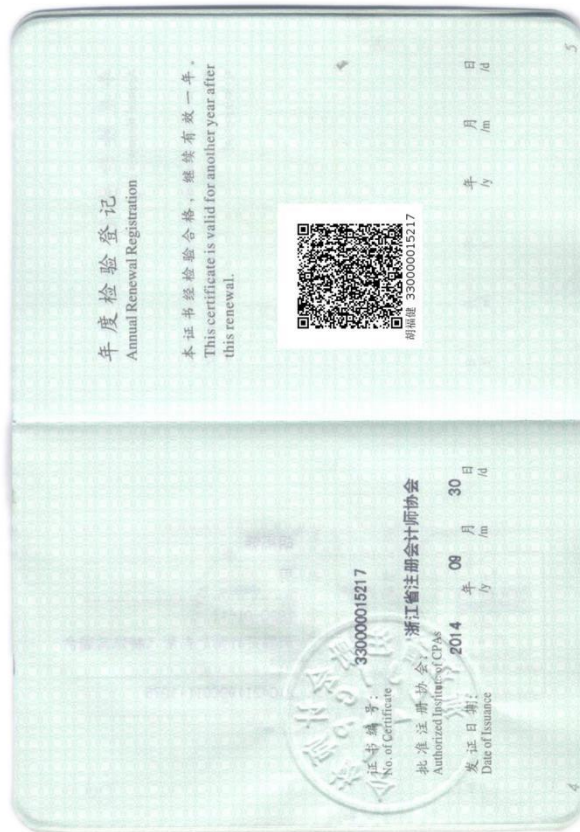 年度检验登记
Annual Renewal Registration
本证书经检验合格，继续有效一年。
This certificate is valid for another year after
this renewal.
胡福健 330000015217
年 月 日
/y /m /d
5
证书编号：
No. of Certificate
330000015217
批准注册协会：
Authorized Institute of CPAs
浙江省注册会计师协会
发证日期：
Date of Issuance
2014 年 09 月 30 日
/y /m /d
4